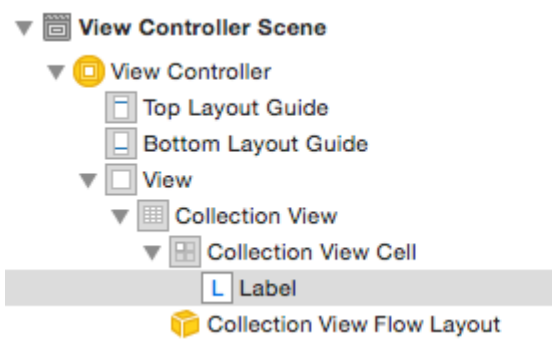 View Controller Scene
View Controller
Top Layout Guide
Bottom Layout Guide
View
Collection View
Collection View Cell
L Label
Collection View Flow Layout